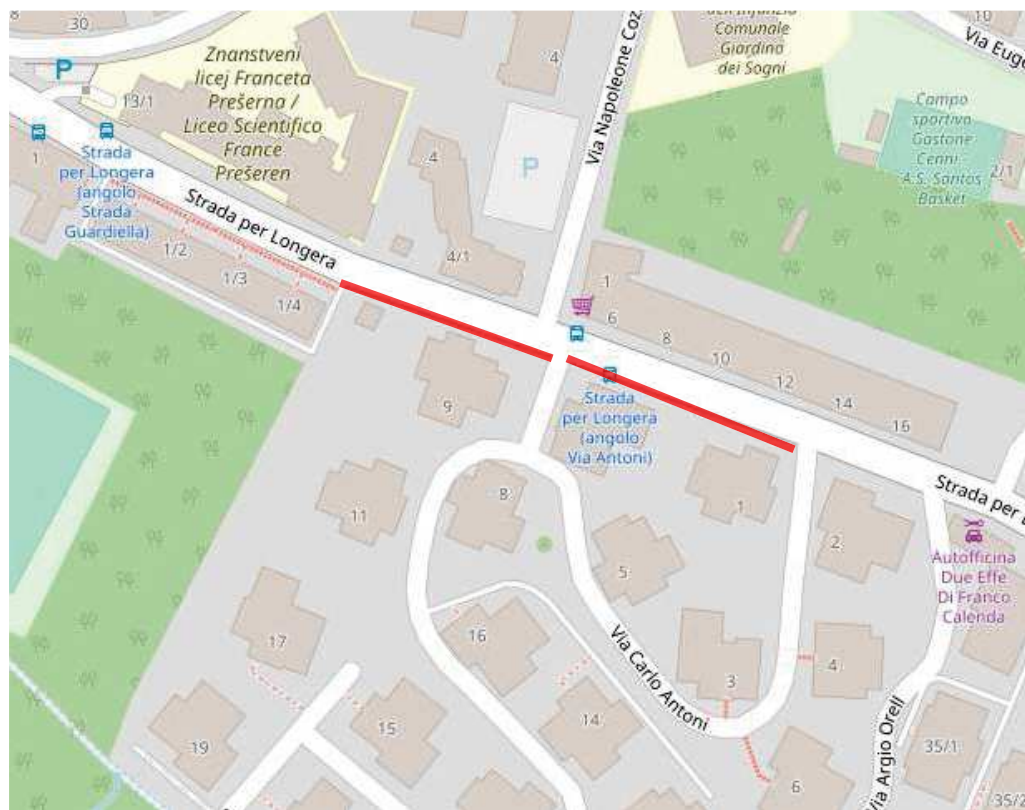 8
30
P
13/1
Znanstveni
licej Franceta
Prešerna /
Liceo Scientifico
France
Prešeren
4
Via Napoleone Coz
Comunale
Giardino
dei Sogni
10
Via Euge
Campo
sportivo
Gastone
Cenni
A.S. Santos
Basket
2/1
1
Strada
per Longera
(angolo
Strada
Guardiella)
4
P
Strada per Longera
1/2
1/3
1/4
4/1
1
6
8
10
12
14
16
9
Strada
per Longera
(angolo
Via Antoni)
Strada per
11
8
1
2
5
Autofficina
Due Effe
Di Franco
Calenda
17
16
Via Carlo Antoni
3
4
15
14
19
6
Via Argio Orell
35/1
35/2